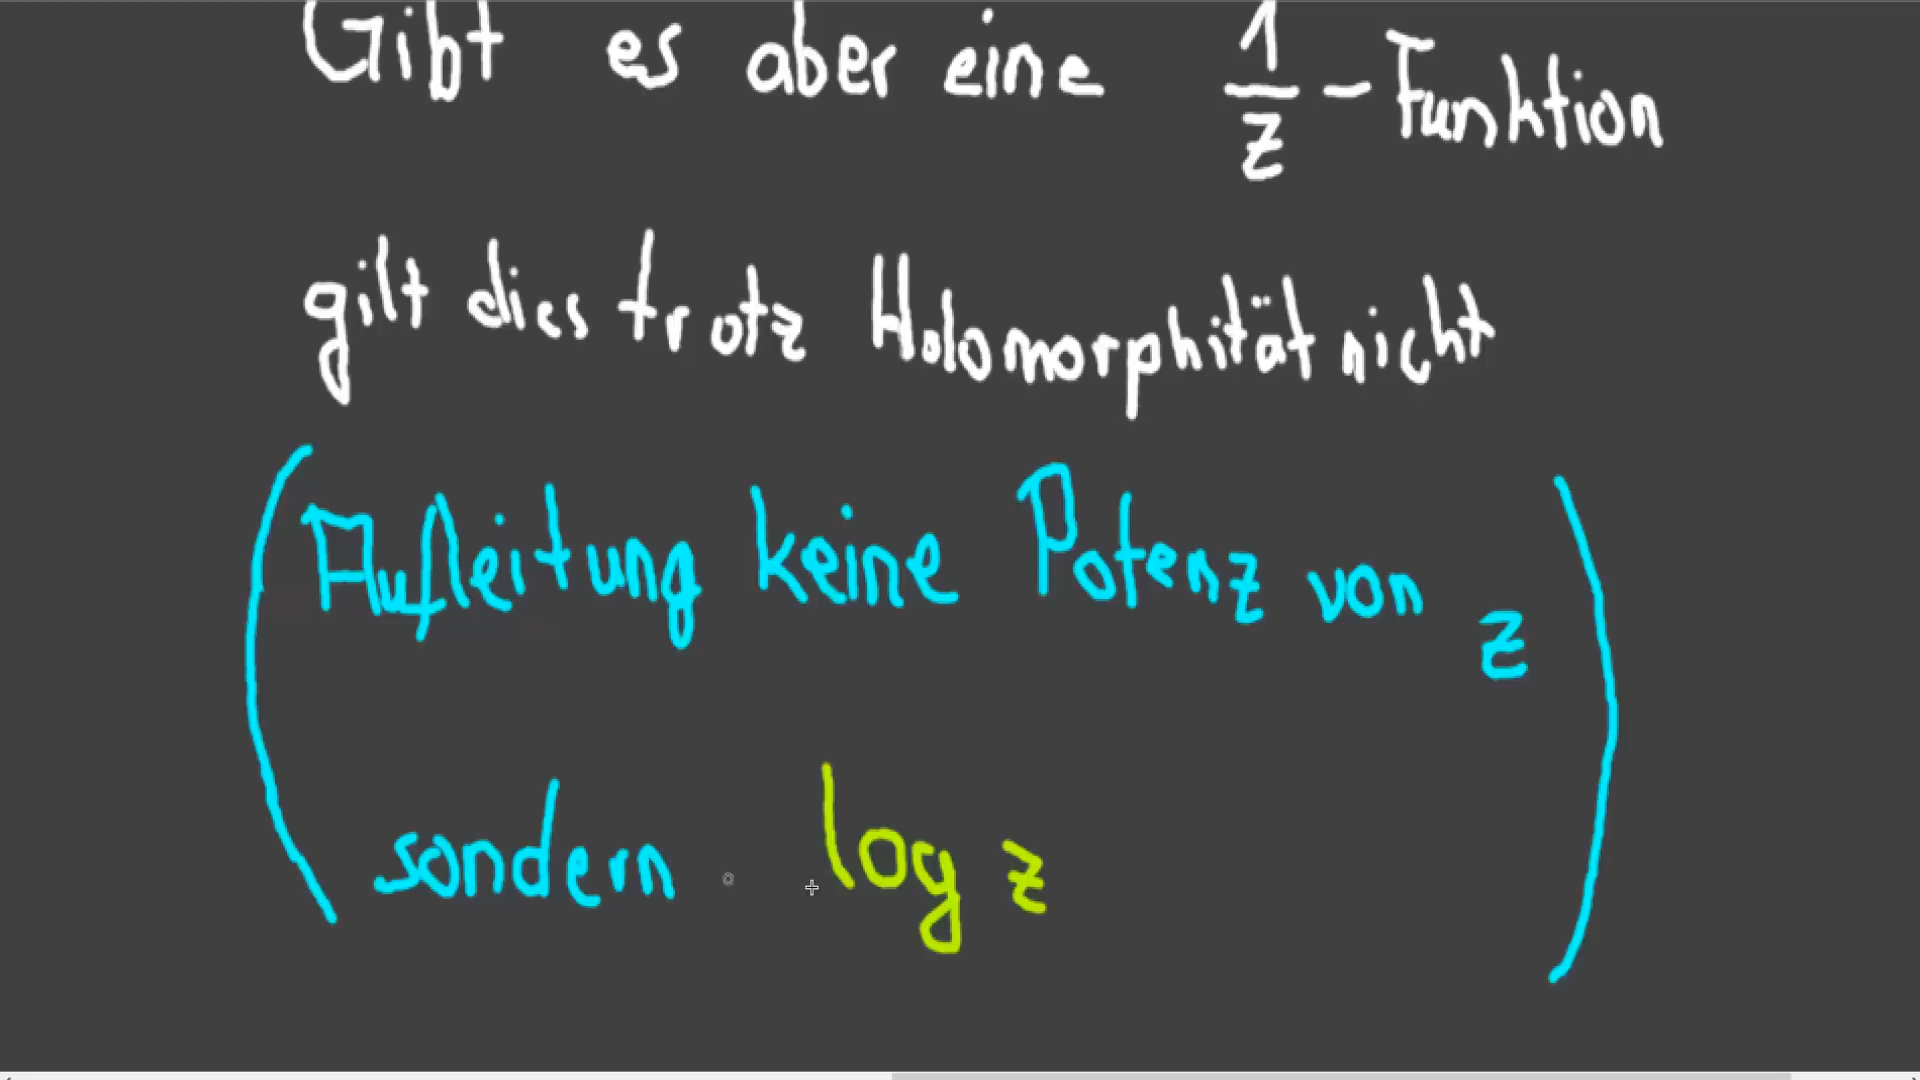 Gibt es aber eine 1/z - Funktion
gilt dies trotz Holomorphität nicht
(Aufleitung keine Potenz von z
sondern log z)